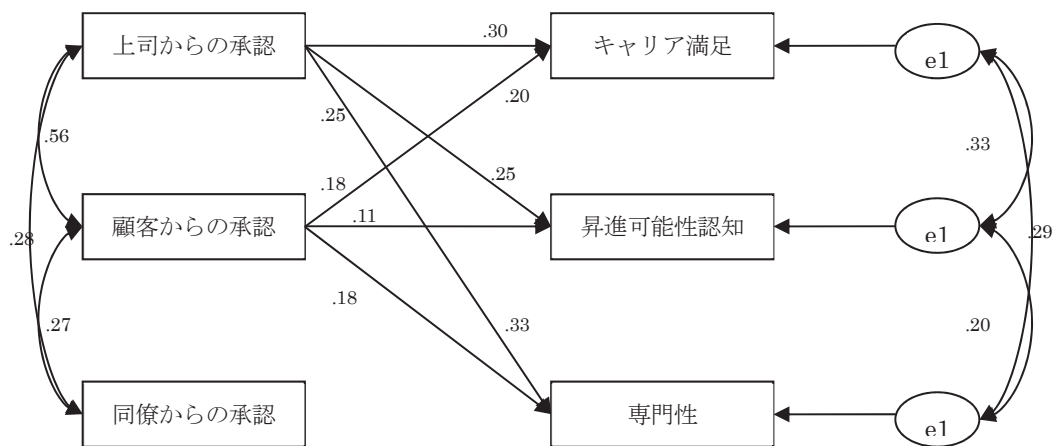 上司からの承認
キャリア満足
e1
.30
.20
.25
.56
.33
.18
.25
顧客からの承認
.11
昇進可能性認知
e1
.28
.29
.18
.27
.33
.20
同僚からの承認
専門性
e1